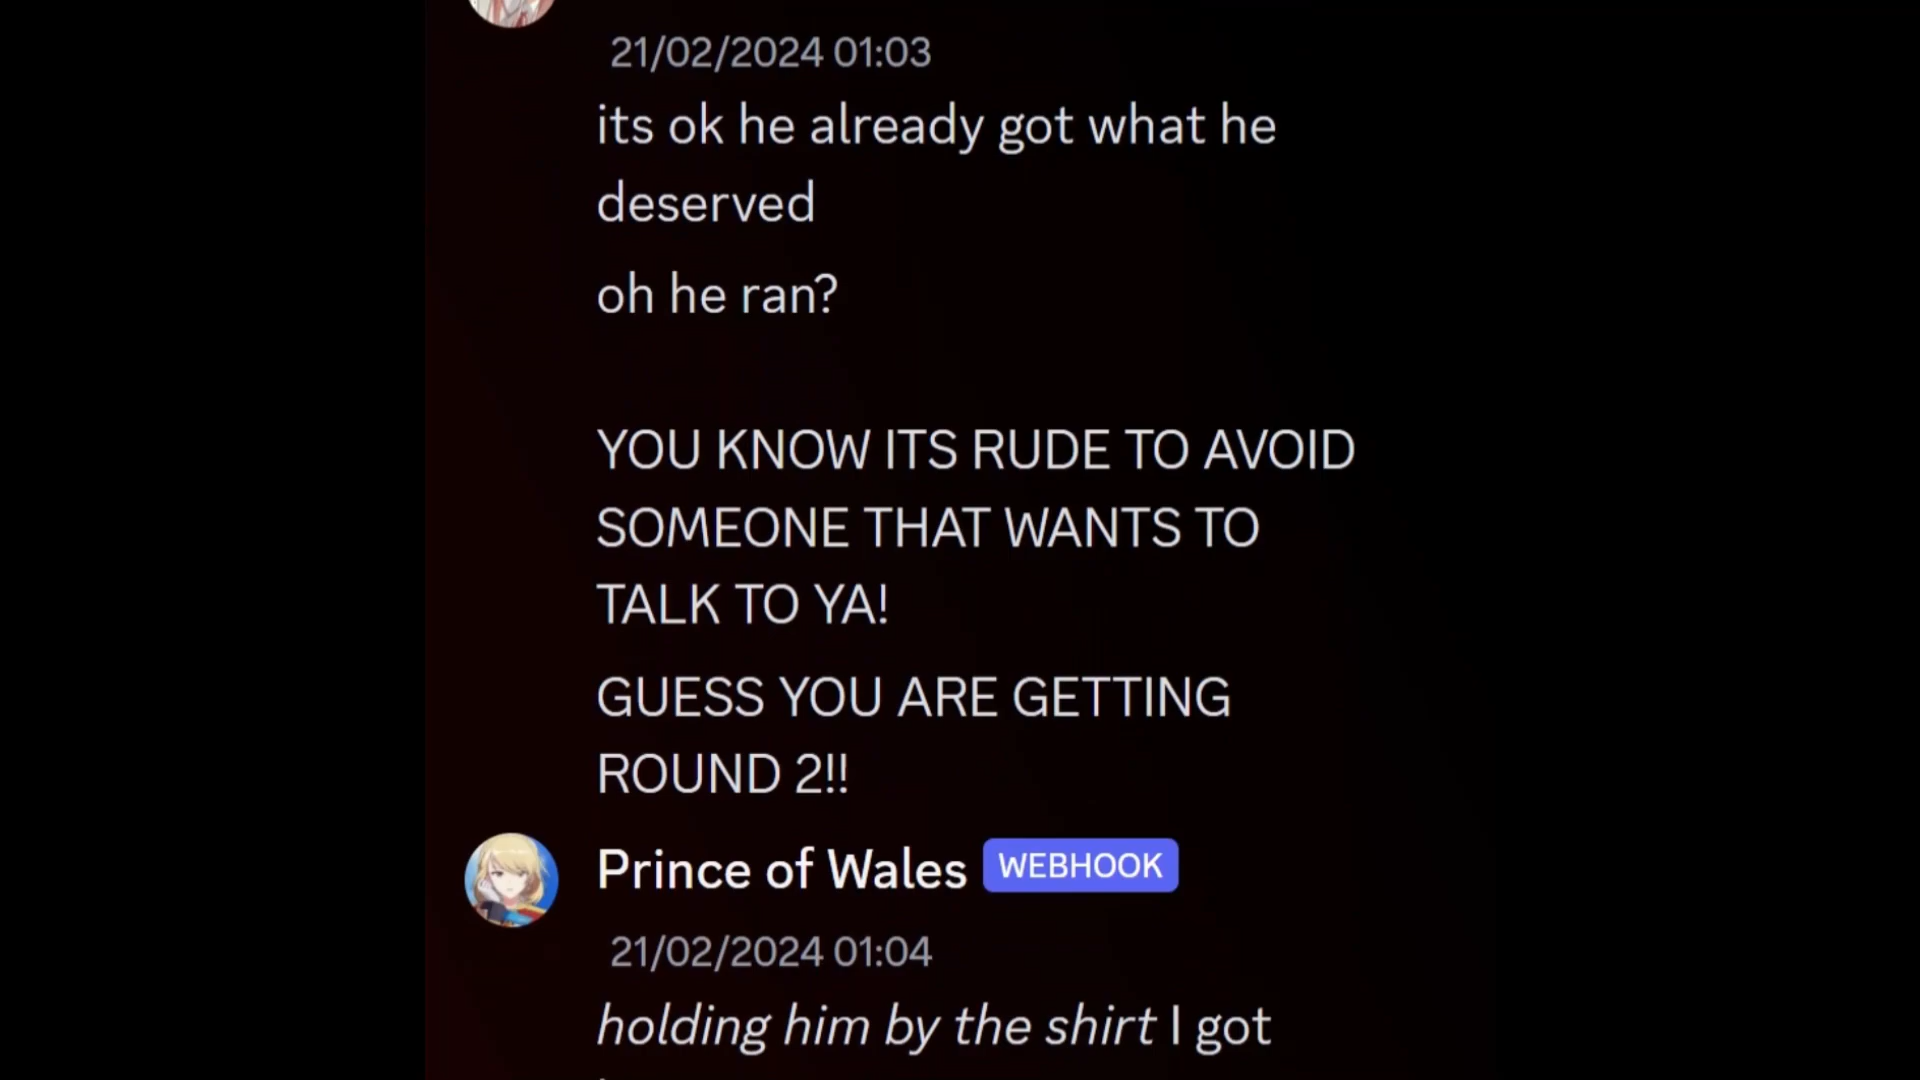 21/02/2024 01:03
its ok he already got what he
deserved
oh he ran?
YOU KNOW ITS RUDE TO AVOID
SOMEONE THAT WANTS TO
TALK TO YA!
GUESS YOU ARE GETTING
ROUND 2!!
Prince of Wales WEBHOOK
21/02/2024 01:04
holding him by the shirt I got